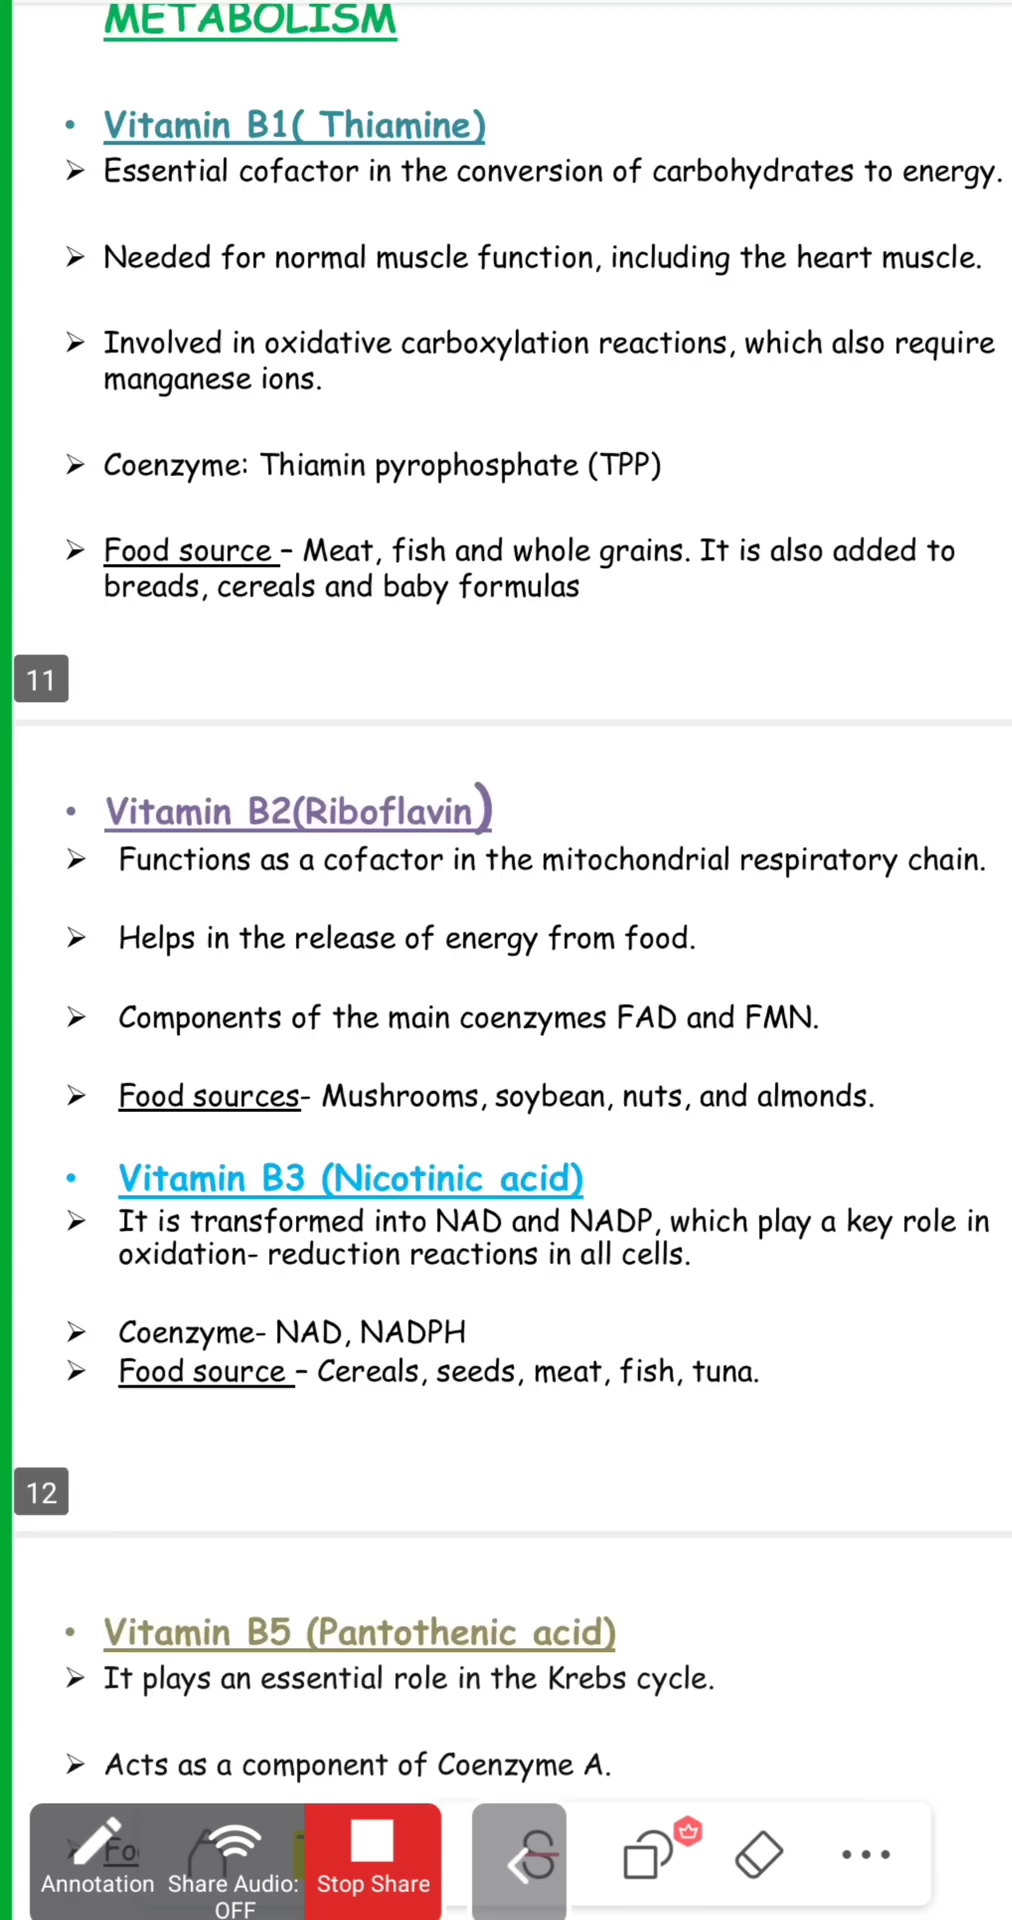 METABOLISM
• Vitamin B1( Thiamine)
➢ Essential cofactor in the conversion of carbohydrates to energy.
➢ Needed for normal muscle function, including the heart muscle.
➢ Involved in oxidative carboxylation reactions, which also require
manganese ions.
➢ Coenzyme: Thiamin pyrophosphate (TPP)
➢ Food source – Meat, fish and whole grains. It is also added to
breads, cereals and baby formulas
11
• Vitamin B2(Riboflavin)
➢ Functions as a cofactor in the mitochondrial respiratory chain.
➢ Helps in the release of energy from food.
➢ Components of the main coenzymes FAD and FMN.
➢ Food sources- Mushrooms, soybean, nuts, and almonds.
• Vitamin B3 (Nicotinic acid)
➢ It is transformed into NAD and NADP, which play a key role in
oxidation- reduction reactions in all cells.
➢ Coenzyme- NAD, NADPH
➢ Food source – Cereals, seeds, meat, fish, tuna.
12
• Vitamin B5 (Pantothenic acid)
➢ It plays an essential role in the Krebs cycle.
➢ Acts as a component of Coenzyme A.
Annotation Share Audio: Stop Share
OFF